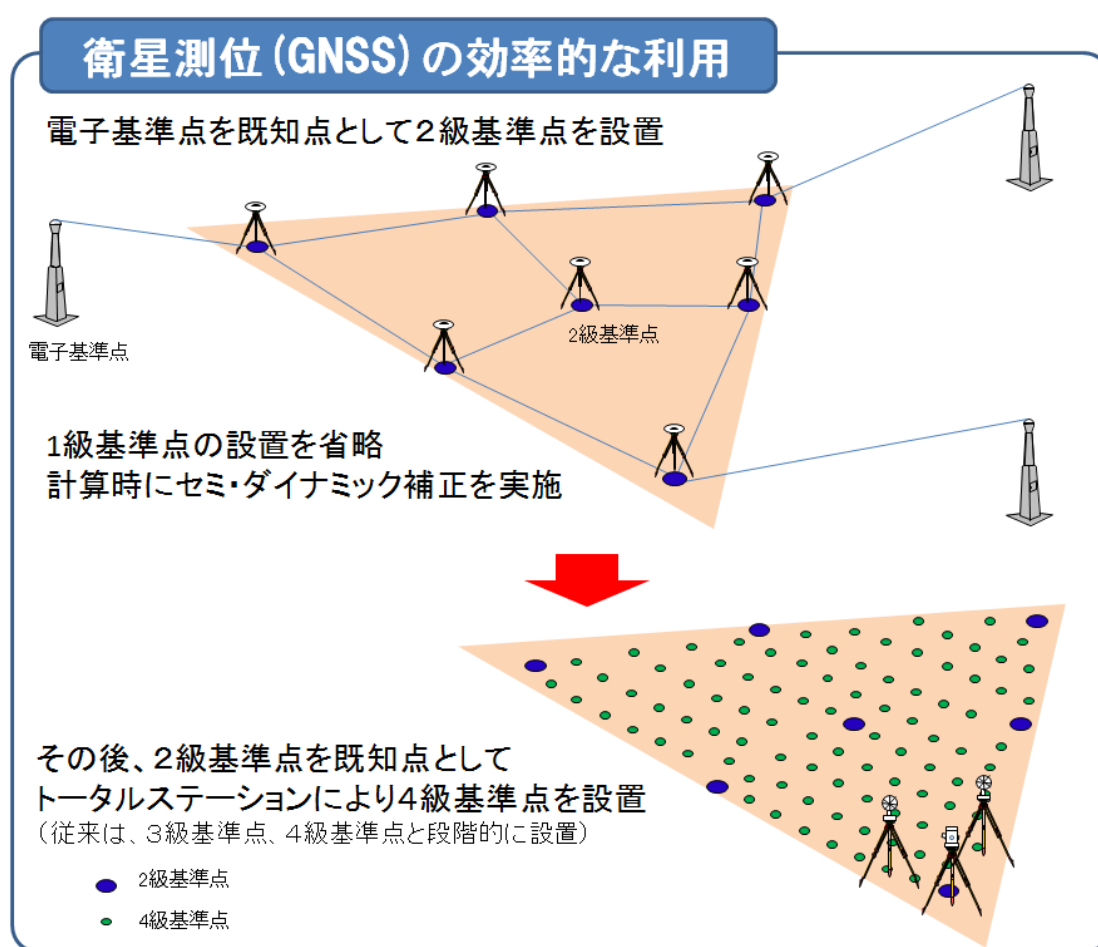 衛星測位(GNSS)の効率的な利用
電子基準点を既知点として２級基準点を設置
電子基準点
2級基準点
1級基準点の設置を省略
計算時にセミ・ダイナミック補正を実施
その後、２級基準点を既知点として
トータルステーションにより４級基準点を設置
（従来は、３級基準点、４級基準点と段階的に設置）
2級基準点
4級基準点